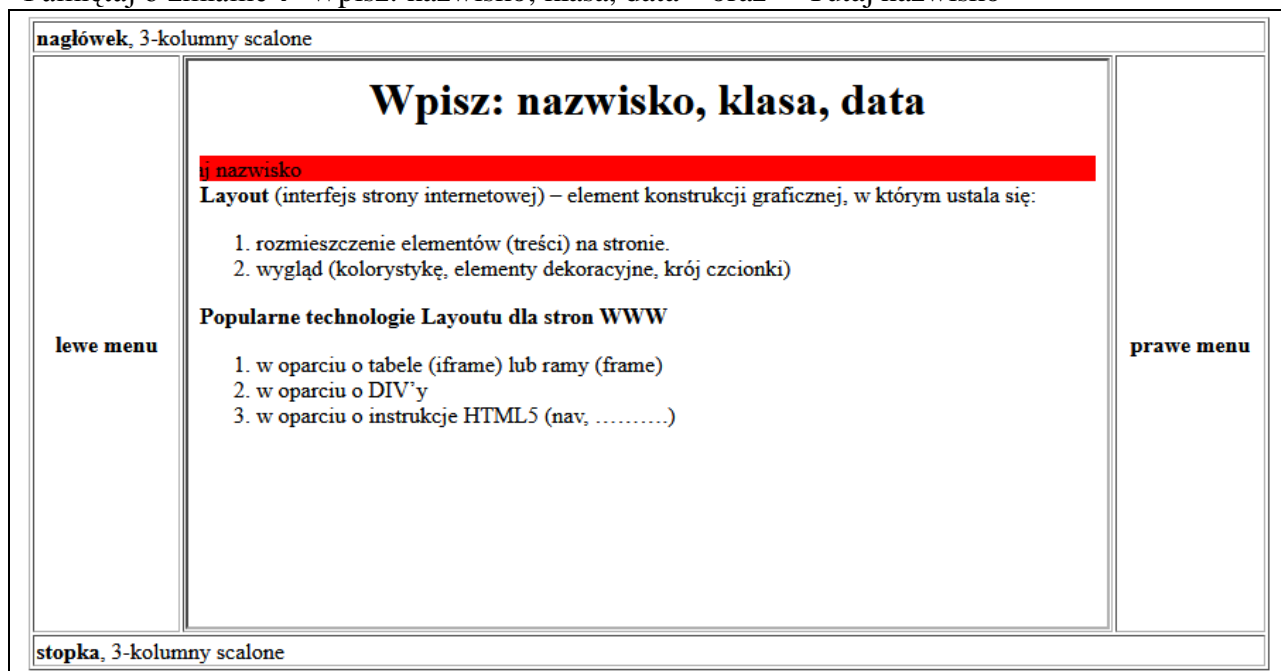 nagłówek, 3-kolumny scalone
Wpisz: nazwisko, klasa, data
ij nazwisko
Layout (interfejs strony internetowej) – element konstrukcji graficznej, w którym ustala się:
1. rozmieszczenie elementów (treści) na stronie.
2. wygląd (kolorystykę, elementy dekoracyjne, krój czcionki)
Popularne technologie Layoutu dla stron WWW
lewe menu
prawe menu
1. w oparciu o tabele (iframe) lub ramy (frame)
2. w oparciu o DIV’y
3. w oparciu o instrukcje HTML5 (nav, ……….)
stopka, 3-kolumny scalone